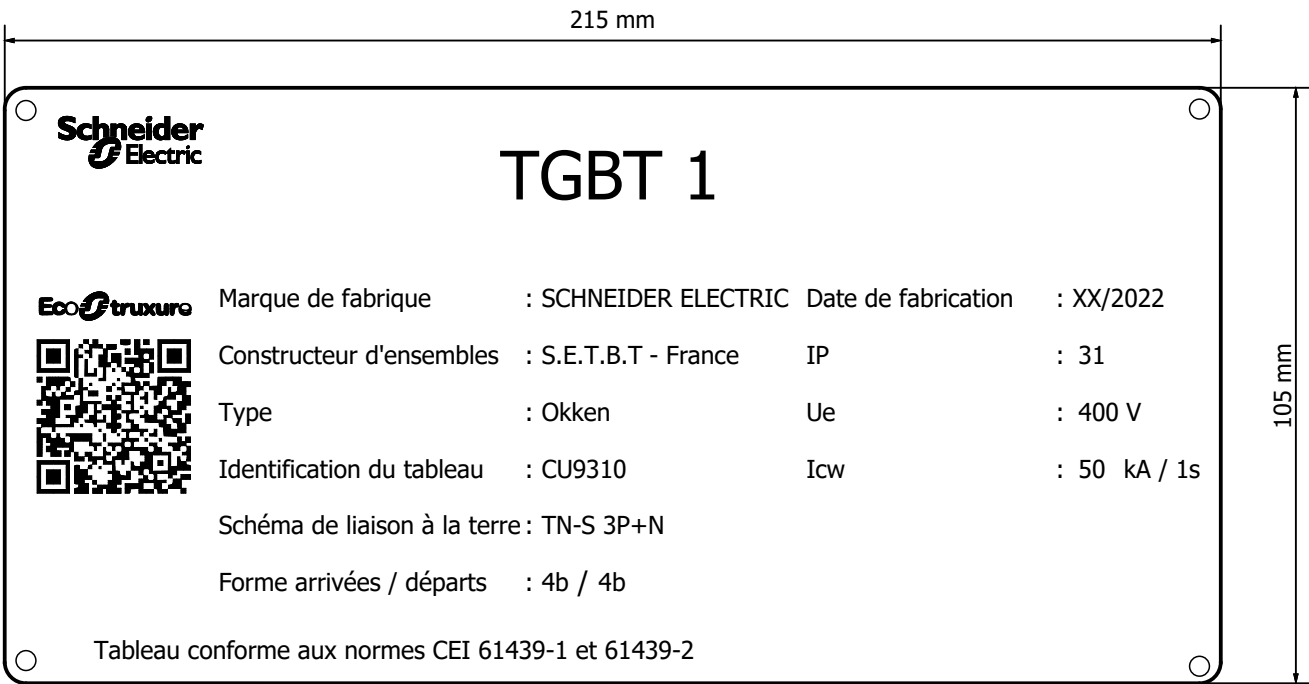 215 mm
Schneider
Electric
TGBT 1
EcoStruxure
Marque de fabrique : SCHNEIDER ELECTRIC Date de fabrication : XX/2022
Constructeur d'ensembles : S.E.T.B.T - France IP : 31
Type : Okken Ue : 400 V
Identification du tableau : CU9310 Icw : 50 kA / 1s
Schéma de liaison à la terre : TN-S 3P+N
Forme arrivées / départs : 4b / 4b
Tableau conforme aux normes CEI 61439-1 et 61439-2
105 mm